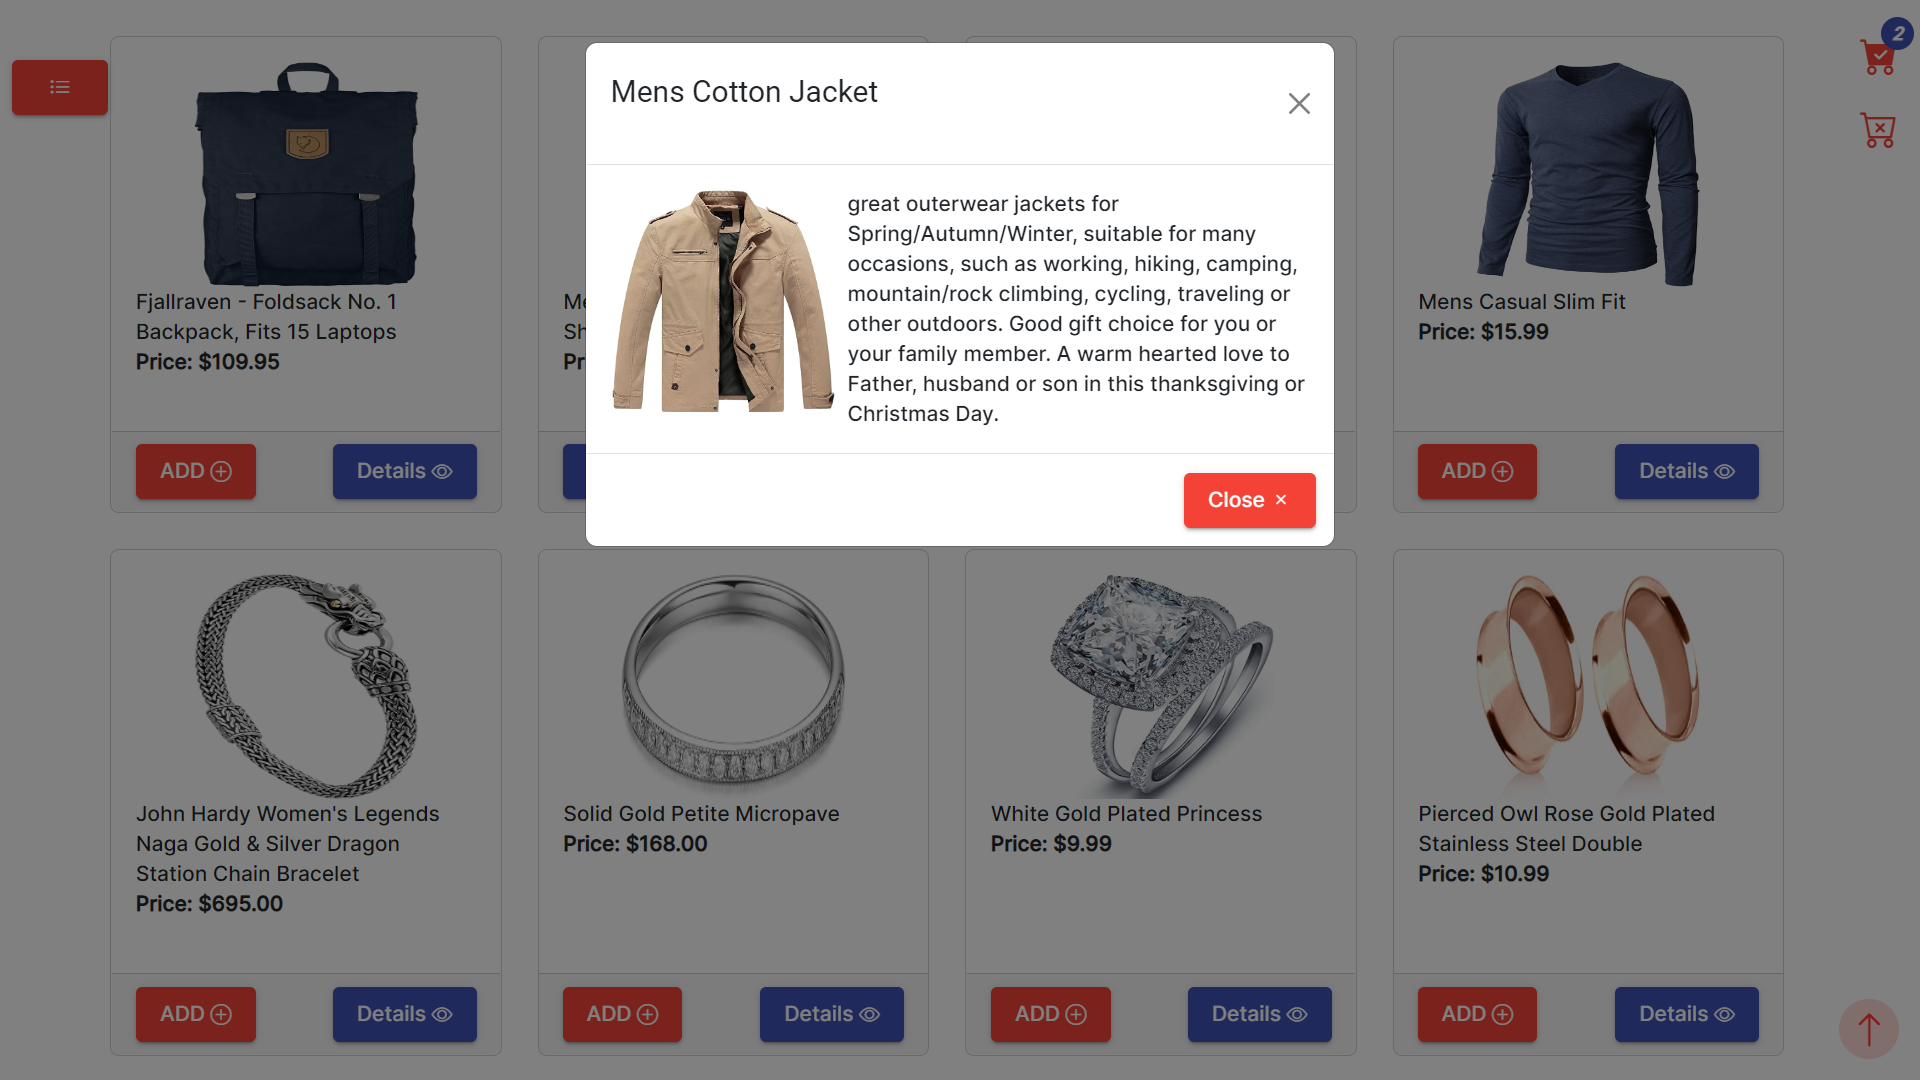 2
Mens Cotton Jacket
great outerwear jackets for
Spring/Autumn/Winter, suitable for many
occasions, such as working, hiking, camping,
mountain/rock climbing, cycling, traveling or
other outdoors. Good gift choice for you or
your family member. A warm hearted love to
Father, husband or son in this thanksgiving or
Christmas Day.
Close ×
Fjallraven - Foldsack No. 1
Backpack, Fits 15 Laptops
Price: $109.95
ADD
Details
Mens Casual Slim Fit
Price: $15.99
ADD
Details
John Hardy Women's Legends
Naga Gold & Silver Dragon
Station Chain Bracelet
Price: $695.00
ADD
Details
Solid Gold Petite Micropave
Price: $168.00
ADD
Details
White Gold Plated Princess
Price: $9.99
ADD
Details
Pierced Owl Rose Gold Plated
Stainless Steel Double
Price: $10.99
ADD
Details